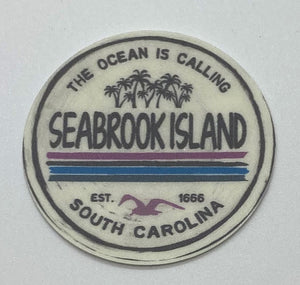 THE OCEAN IS CALLING
SEABROOK ISLAND
EST. 1666
SOUTH CAROLINA